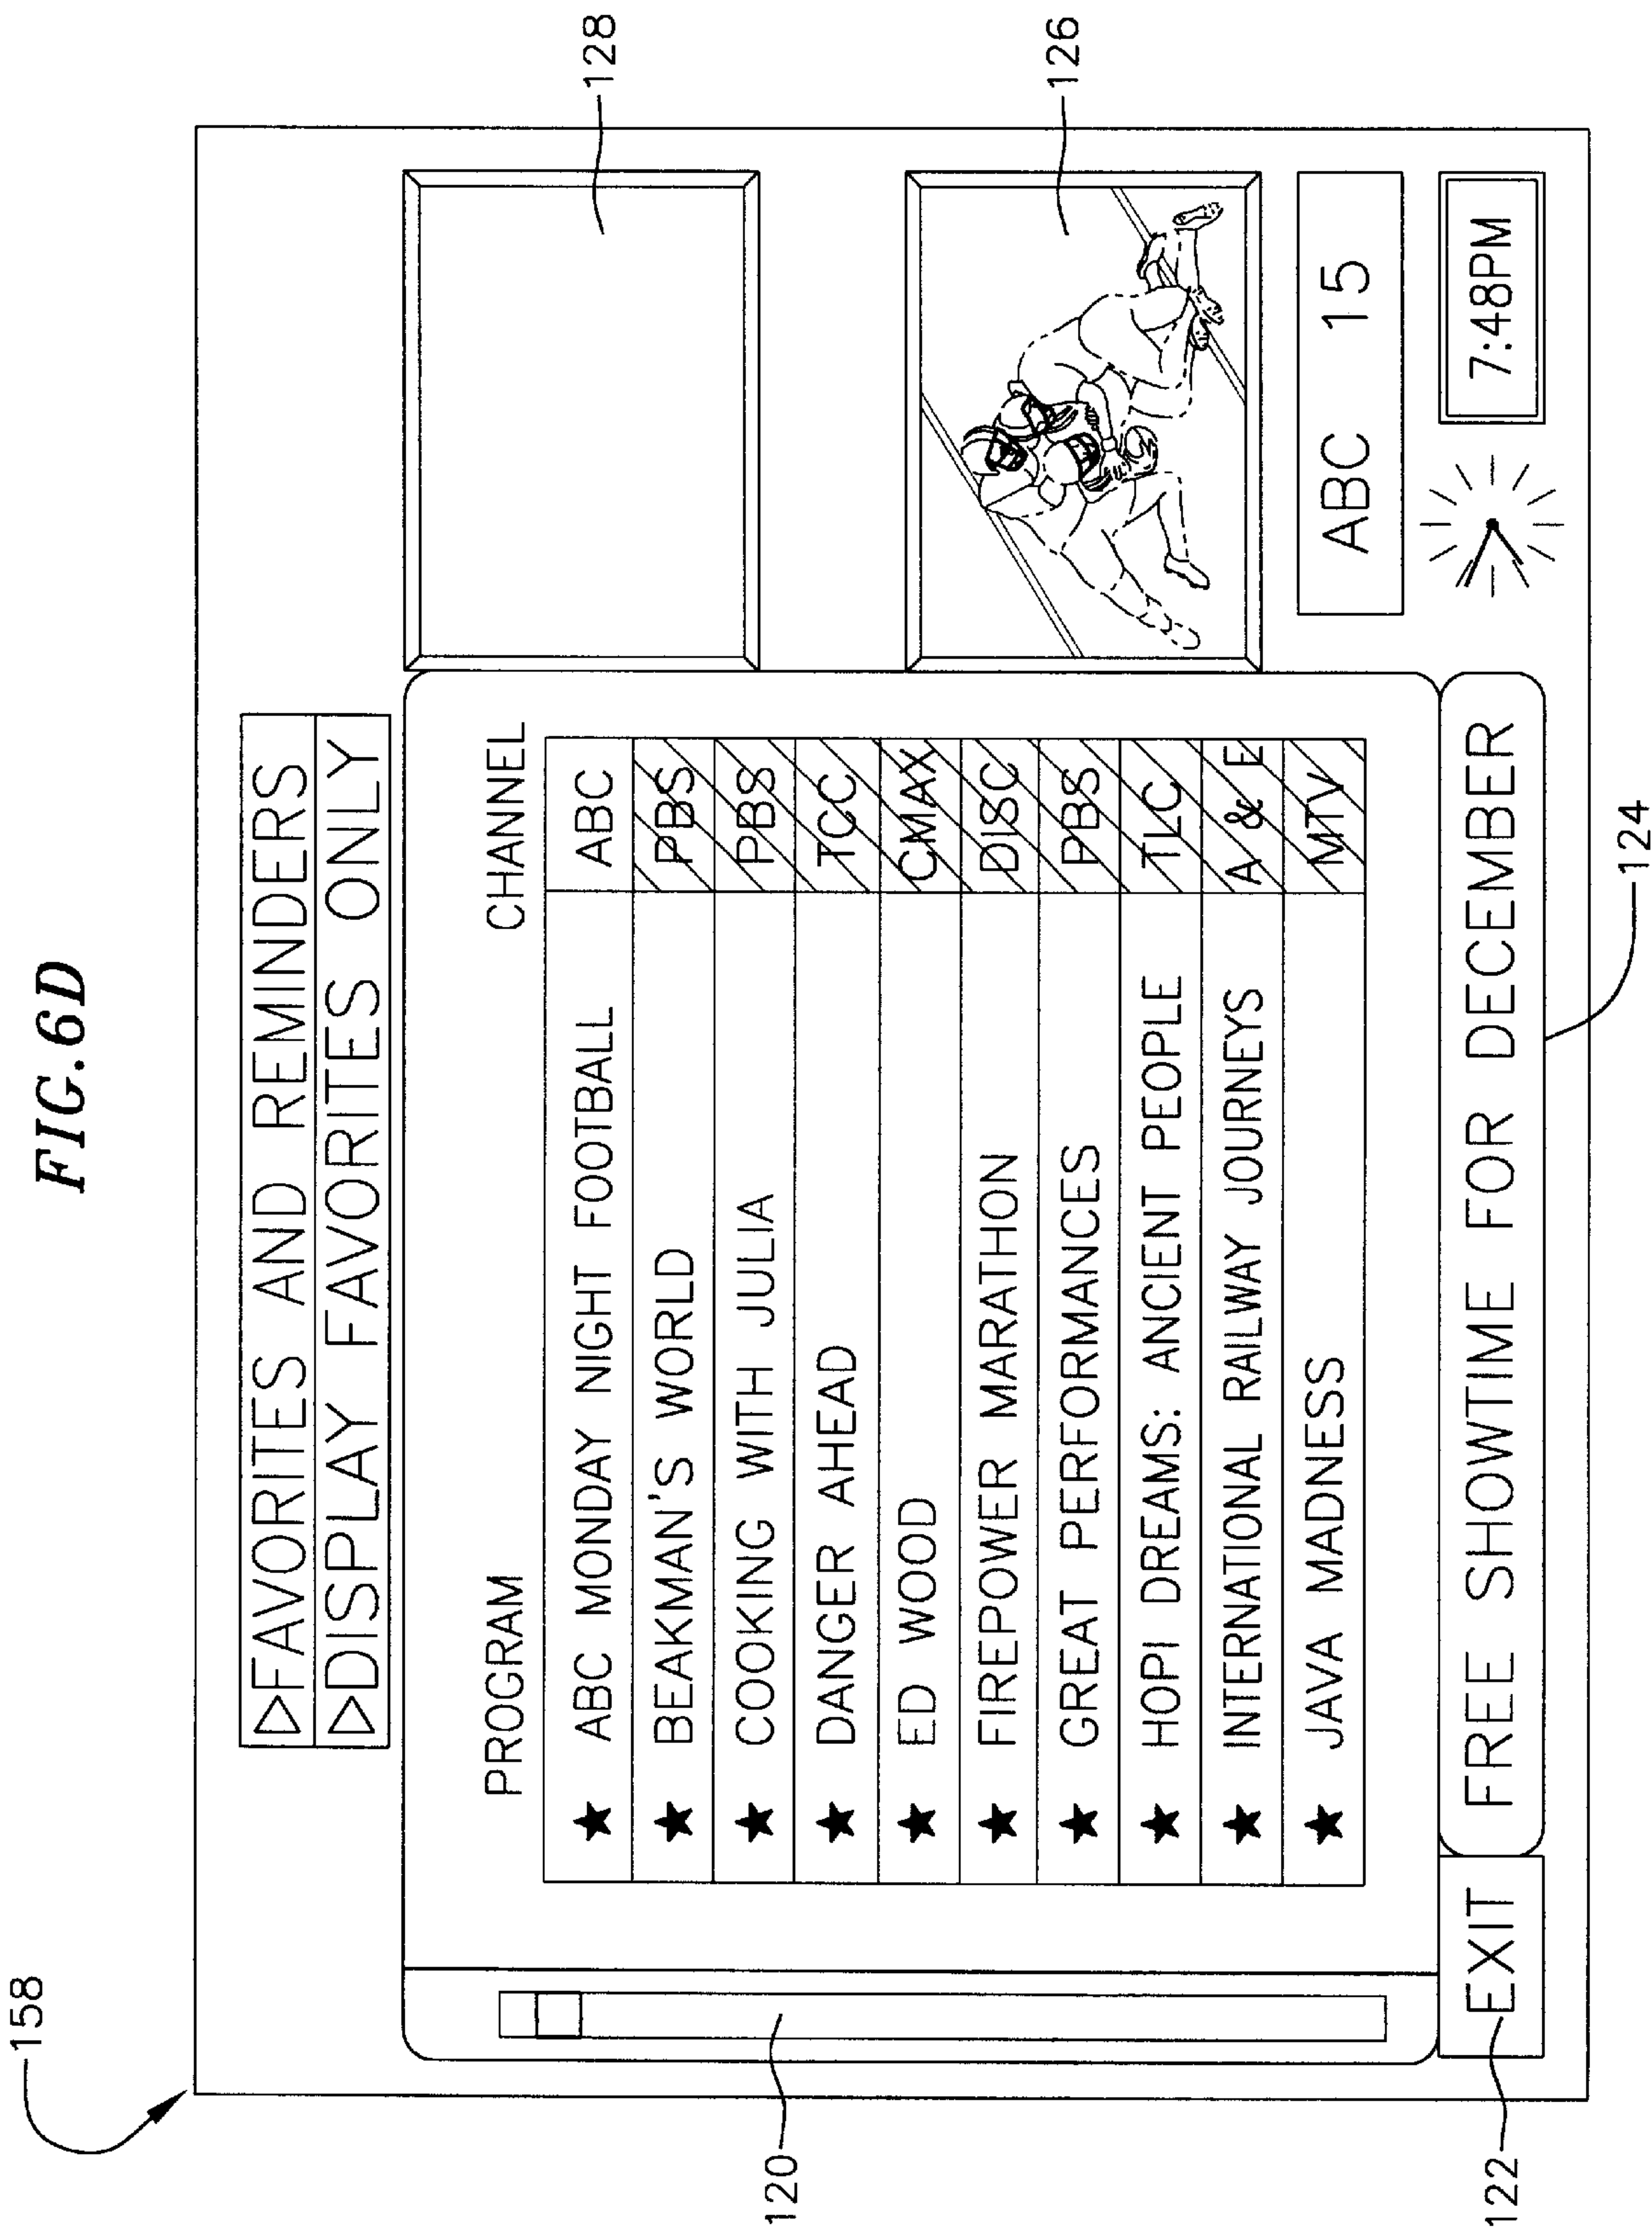 FIG.6D
158
▷FAVORITES AND REMINDERS
▷DISPLAY FAVORITES ONLY
PROGRAM CHANNEL
★ ABC MONDAY NIGHT FOOTBALL ABC
★ BEAKMAN'S WORLD PBS
★ COOKING WITH JULIA PBS
★ DANGER AHEAD TCC
★ ED WOOD CMAX
★ FIREPOWER MARATHON DISC
★ GREAT PERFORMANCES PBS
★ HOPI DREAMS: ANCIENT PEOPLE TLC
★ INTERNATIONAL RAILWAY JOURNEYS A & E
★ JAVA MADNESS MTV
128
126
ABC 15
7:48PM
120
EXIT
FREE SHOWTIME FOR DECEMBER
122
124